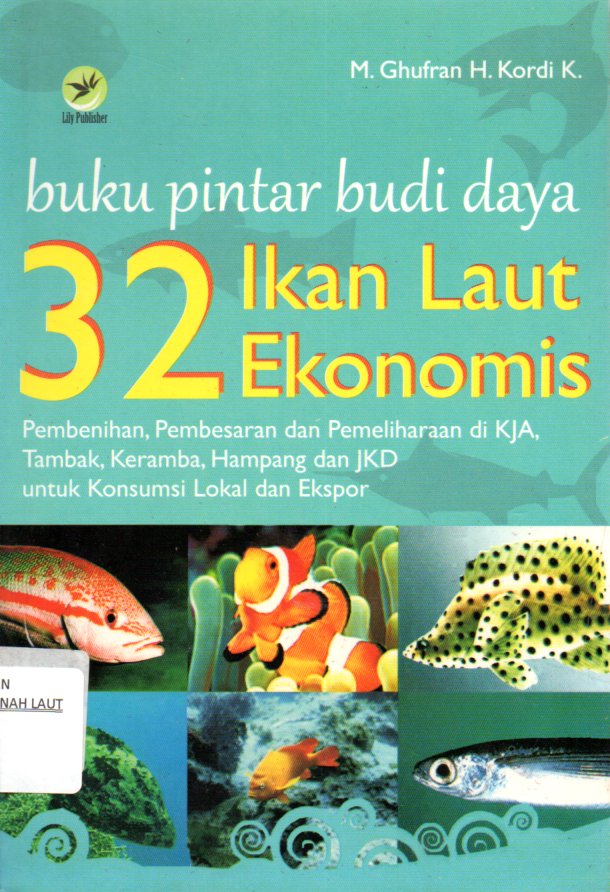 M. Ghufran H. Kordi K.
Lily Publisher
buku pintar budi daya
32 Ikan Laut
Ekonomis
Pembenihan, Pembesaran dan Pemeliharaan di KJA,
Tambak, Keramba, Hampang dan JKD
untuk Konsumsi Lokal dan Ekspor
N
NAH LAUT